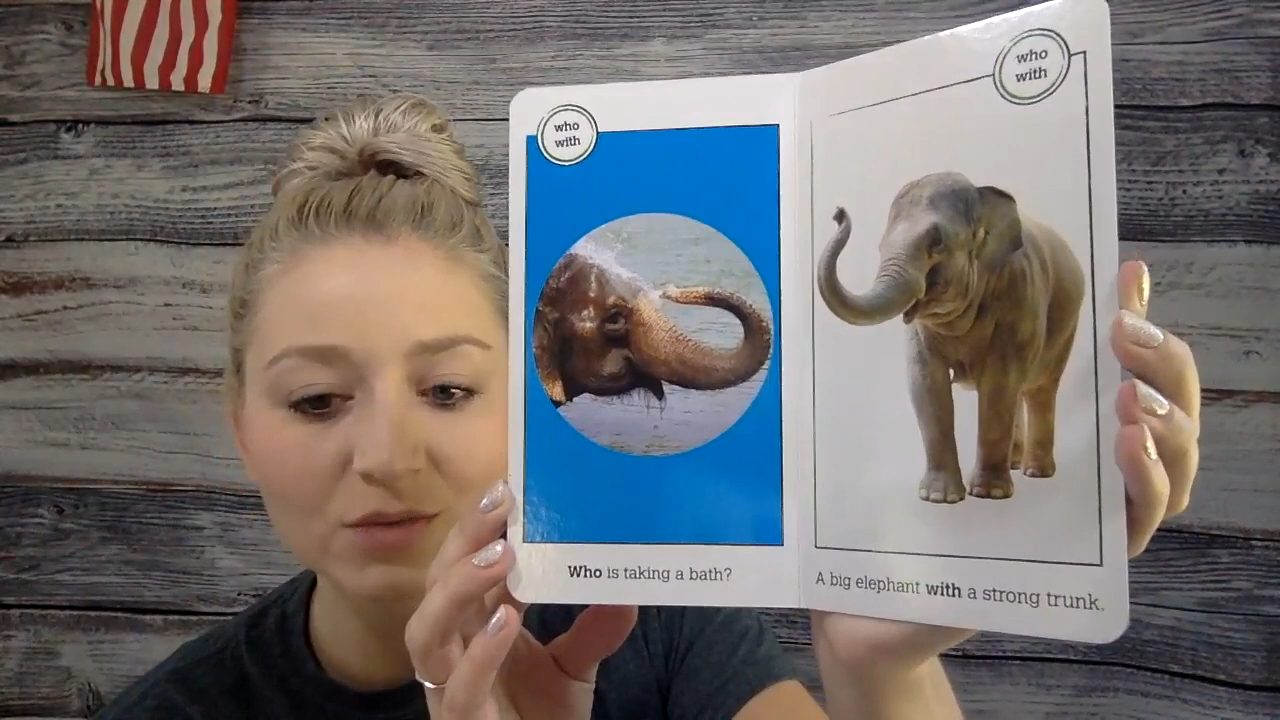 who
with
Who is taking a bath?
who
with
A big elephant with a strong trunk.